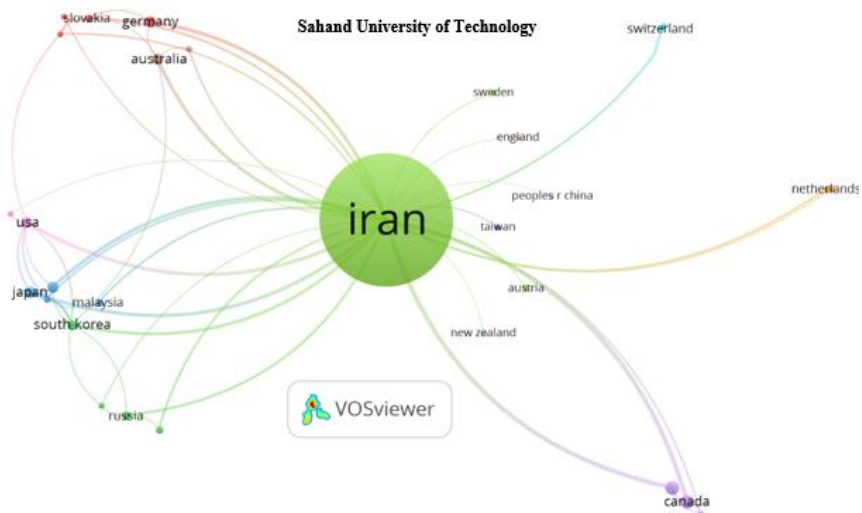 slovakia
germany
Sahand University of Technology
switzerland
australia
sweden
england
peoples r china
netherlands
iran
usa
taiwan
japan
malaysia
austria
south korea
new zealand
russia
VOSviewer
canada